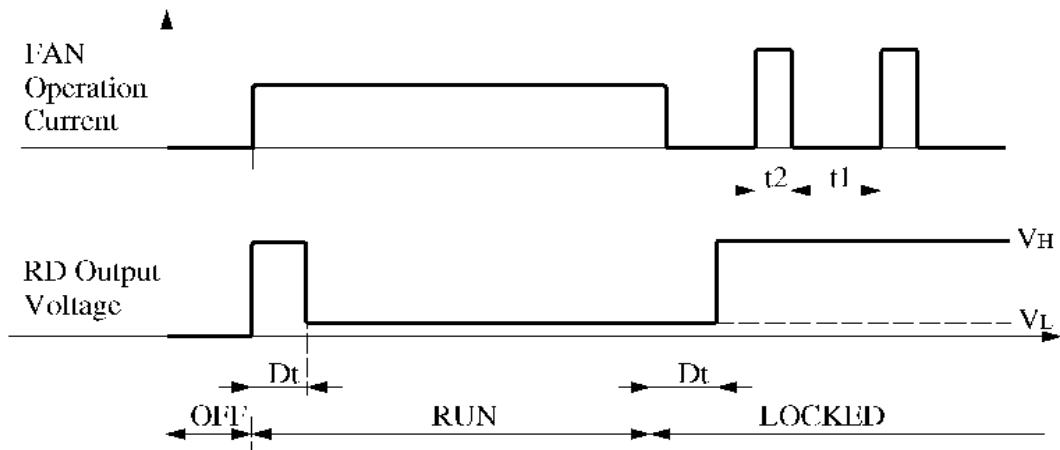 FAN
Operation
Current
t2 t1
VH
RD Output
Voltage
VL
Dt Dt
OFF RUN LOCKED